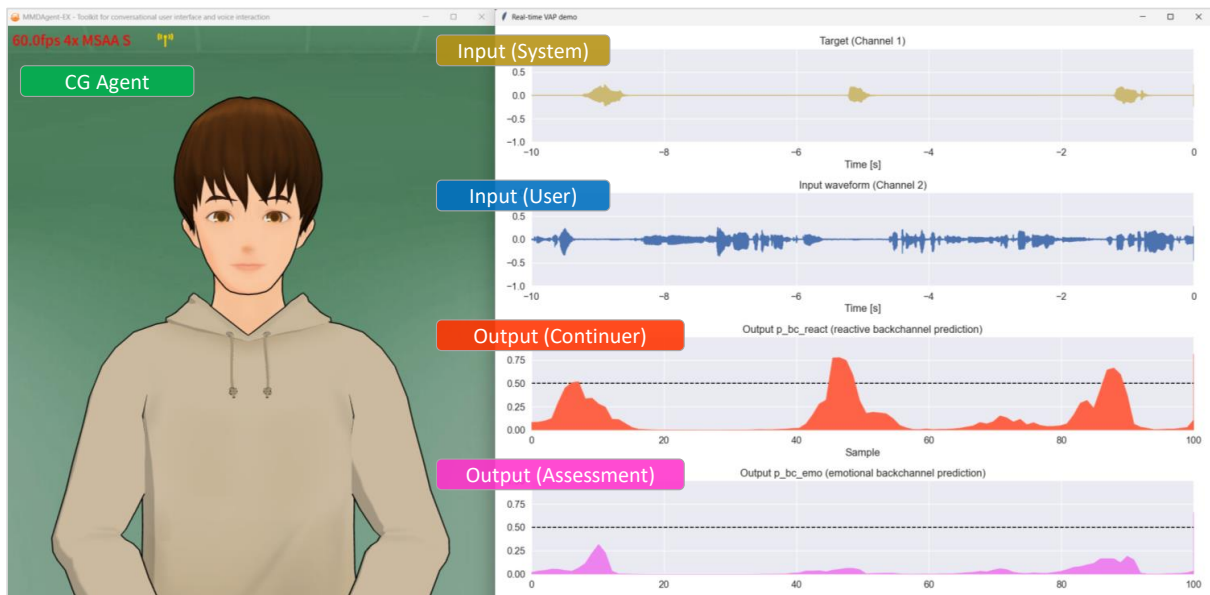 MMDAgent-EX - Toolkit for conversational user interface and voice interaction
60.0fps 4x MSAA S
CG Agent
Real-time VAP demo
Input (System)
Target (Channel 1)
0.5
0.0
−0.5
−1.0
−10 −8 −6 −4 −2 0
Time [s]
Input (User)
Input waveform (Channel 2)
0.5
0.0
−0.5
−1.0
−10 −8 −6 −4 −2 0
Time [s]
Output (Continuer)
Output p_bc_react (reactive backchannel prediction)
0.75
0.50
0.25
0.00
0 20 40 60 80 100
Sample
Output (Assessment)
Output p_bc_emo (emotional backchannel prediction)
0.75
0.50
0.25
0.00
0 20 40 60 80 100